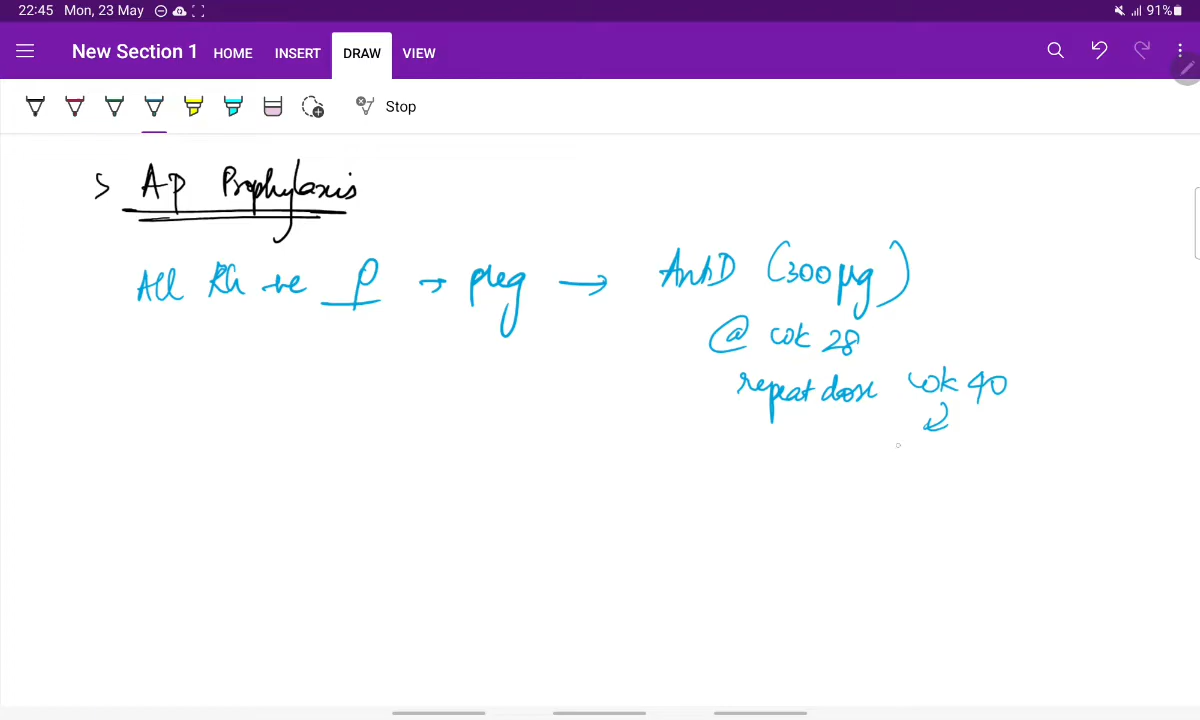 22:45 Mon, 23 May 91%
New Section 1 HOME INSERT DRAW VIEW
Stop
> AP Prophylaxis
All Rh -ve → preg → AntiD (300μg)
@ wk 28
repeat dose wk 40